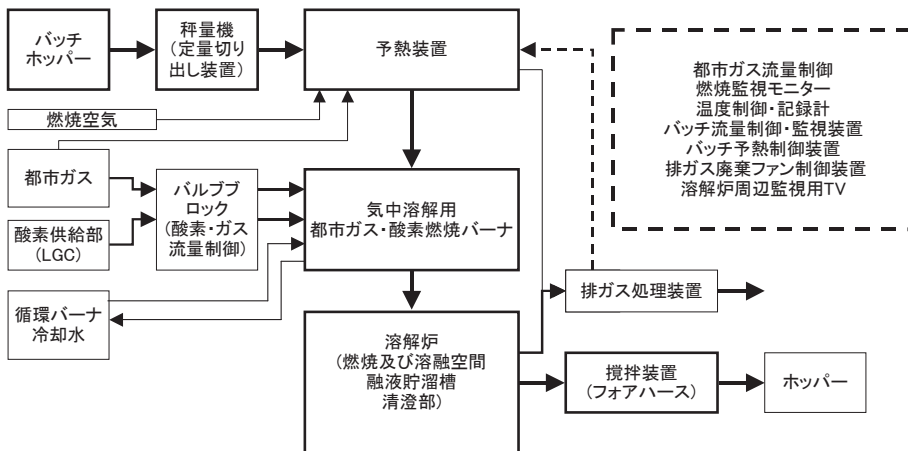 バッチ
ホッパー
秤量機
(定量切り
出し装置)
予熱装置
都市ガス流量制御
燃焼監視モニター
温度制御・記録計
バッチ流量制御・監視装置
バッチ予熱制御装置
排ガス廃棄ファン制御装置
溶解炉周辺監視用TV
燃焼空気
都市ガス
バルブブ
ロック
(酸素・ガス
流量制御)
気中溶解用
都市ガス・酸素燃焼バーナ
酸素供給部
(LGC)
循環バーナ
冷却水
排ガス処理装置
溶解炉
(燃焼及び溶融空間
融液貯溜槽
清澄部)
撹拌装置
(フォアハース)
ホッパー